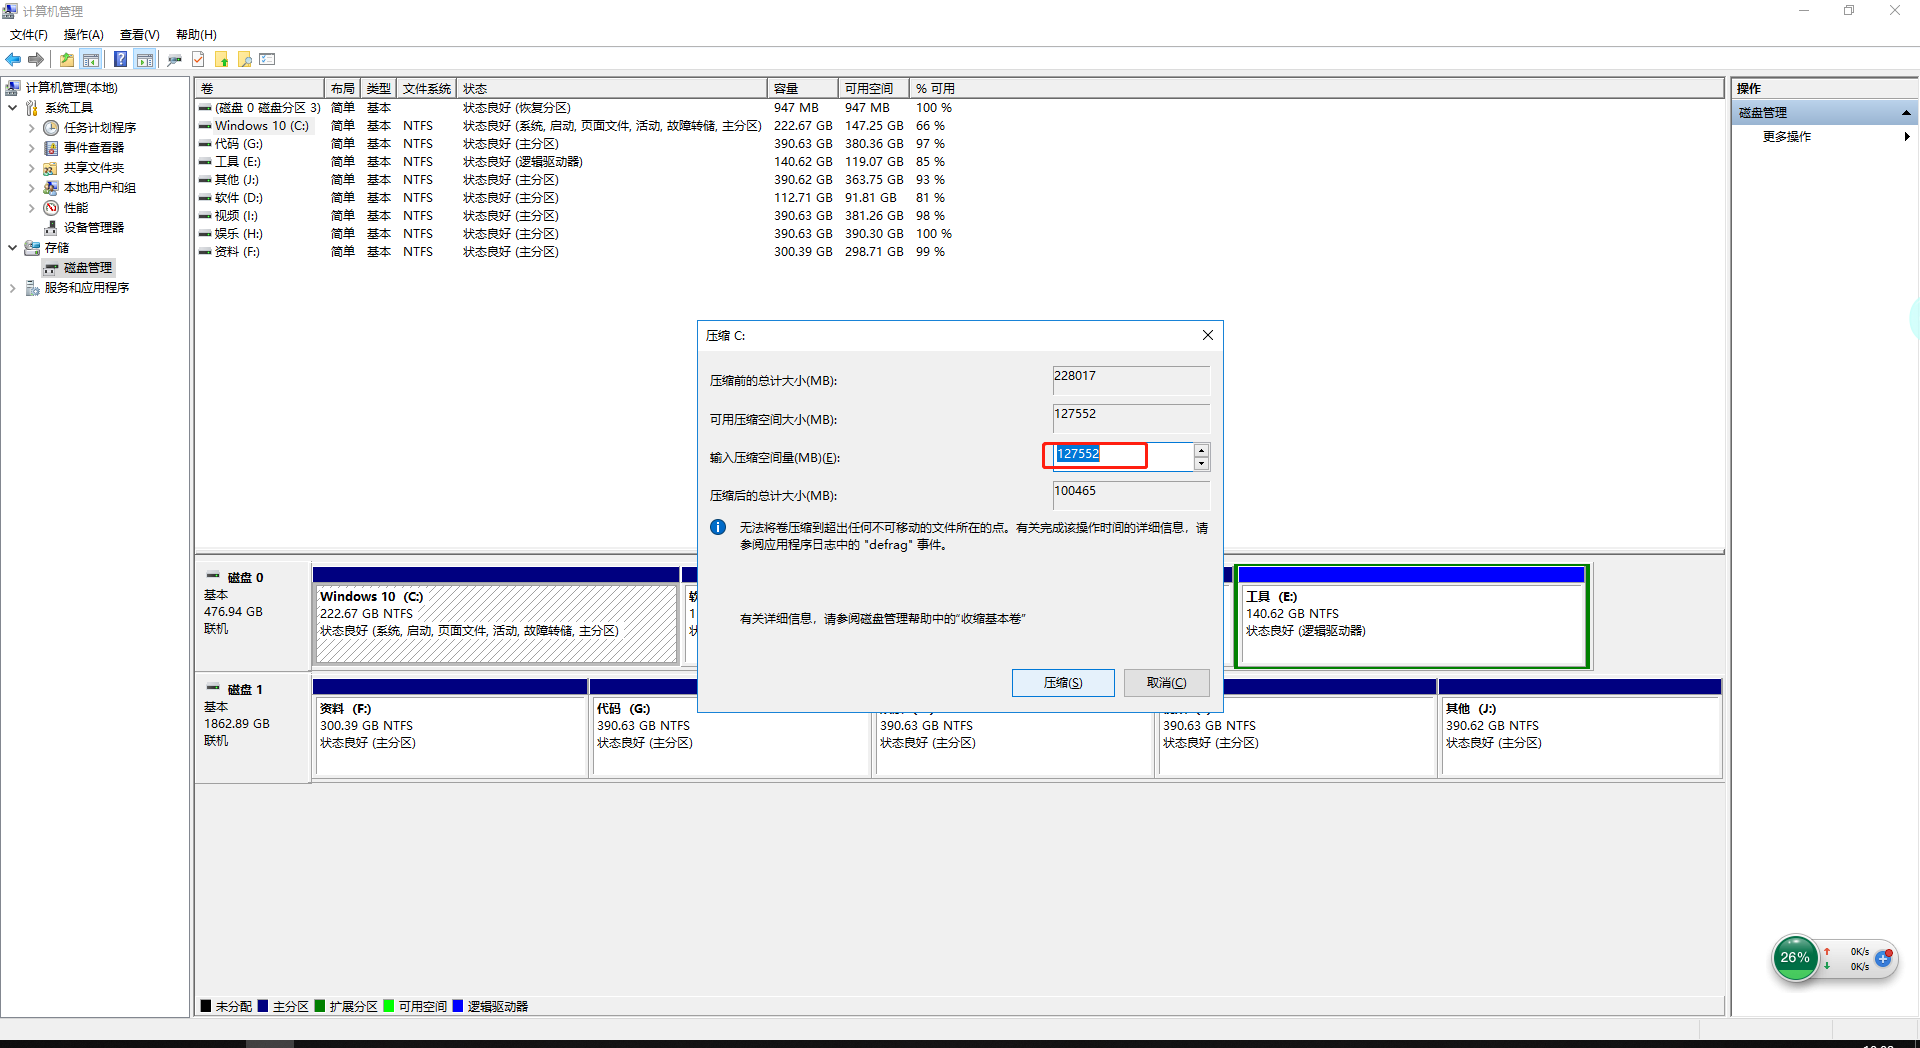 计算机管理
文件(F) 操作(A) 查看(V) 帮助(H)
计算机管理(本地)
系统工具
任务计划程序
事件查看器
共享文件夹
本地用户和组
性能
设备管理器
存储
磁盘管理
服务和应用程序
卷 布局 类型 文件系统 状态 容量 可用空间 % 可用
(磁盘 0 磁盘分区 3) 简单 基本 状态良好 (恢复分区) 947 MB 947 MB 100 %
Windows 10 (C:) 简单 基本 NTFS 状态良好 (系统, 启动, 页面文件, 活动, 故障转储, 主分区) 222.67 GB 147.25 GB 66 %
代码 (G:) 简单 基本 NTFS 状态良好 (主分区) 390.63 GB 380.36 GB 97 %
工具 (E:) 简单 基本 NTFS 状态良好 (逻辑驱动器) 140.62 GB 119.07 GB 85 %
其他 (J:) 简单 基本 NTFS 状态良好 (主分区) 390.62 GB 363.75 GB 93 %
软件 (D:) 简单 基本 NTFS 状态良好 (主分区) 112.71 GB 91.81 GB 81 %
视频 (I:) 简单 基本 NTFS 状态良好 (主分区) 390.63 GB 381.26 GB 98 %
娱乐 (H:) 简单 基本 NTFS 状态良好 (主分区) 390.63 GB 390.30 GB 100 %
资料 (F:) 简单 基本 NTFS 状态良好 (主分区) 300.39 GB 298.71 GB 99 %
操作
磁盘管理
更多操作
压缩 C:
压缩前的总计大小(MB): 228017
可用压缩空间大小(MB): 127552
输入压缩空间量(MB)(E): 127552
压缩后的总计大小(MB): 100465
无法将卷压缩到超出任何不可移动的文件所在的点。有关完成该操作时间的详细信息，请
参阅应用程序日志中的 "defrag" 事件。
有关详细信息，请参阅磁盘管理帮助中的“收缩基本卷”
压缩(S) 取消(C)
磁盘 0
基本
476.94 GB
联机
Windows 10 (C:)
222.67 GB NTFS
状态良好 (系统, 启动, 页面文件, 活动, 故障转储, 主分区)
工具 (E:)
140.62 GB NTFS
状态良好 (逻辑驱动器)
磁盘 1
基本
1862.89 GB
联机
资料 (F:)
300.39 GB NTFS
状态良好 (主分区)
代码 (G:)
390.63 GB NTFS
状态良好 (主分区)
390.63 GB NTFS
状态良好 (主分区)
390.63 GB NTFS
状态良好 (主分区)
其他 (J:)
390.62 GB NTFS
状态良好 (主分区)
26%
0K/s
0K/s
未分配 主分区 扩展分区 可用空间 逻辑驱动器